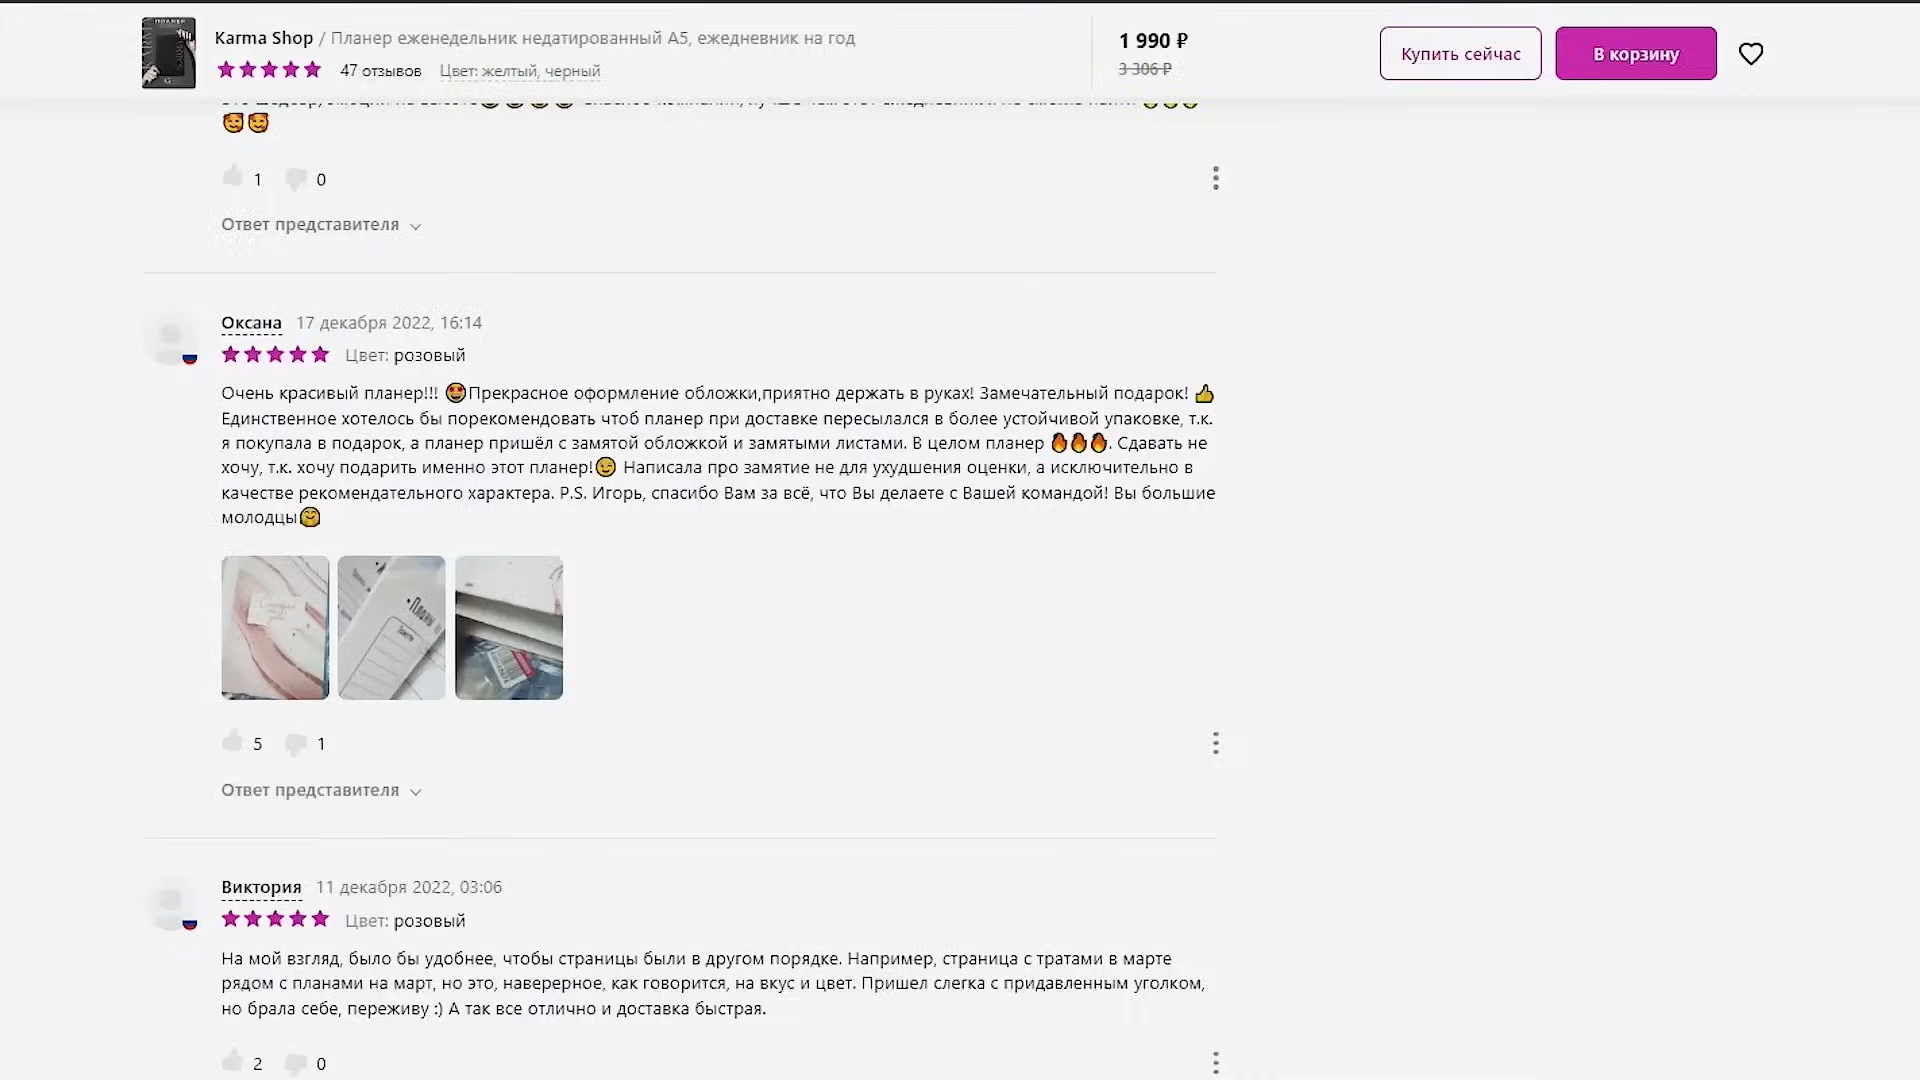 Karma Shop / Планер еженедельник недатированный А5, ежедневник на год
47 отзывов Цвет: желтый, черный
1 990 ₽
3 306 ₽
Купить сейчас
В корзину
1 0
Ответ представителя
Оксана 17 декабря 2022, 16:14
Цвет: розовый
Очень красивый планер!!! 😍Прекрасное оформление обложки,приятно держать в руках! Замечательный подарок! 👍
Единственное хотелось бы порекомендовать чтоб планер при доставке пересылался в более устойчивой упаковке, т.к.
я покупала в подарок, а планер пришёл с замятой обложкой и замятыми листами. В целом планер 🔥🔥🔥. Сдавать не
хочу, т.к. хочу подарить именно этот планер!😉 Написала про замятие не для ухудшения оценки, а исключительно в
качестве рекомендательного характера. P.S. Игорь, спасибо Вам за всё, что Вы делаете с Вашей командой! Вы большие
молодцы🤗
5 1
Ответ представителя
Виктория 11 декабря 2022, 03:06
Цвет: розовый
На мой взгляд, было бы удобнее, чтобы страницы были в другом порядке. Например, страница с тратами в марте
рядом с планами на март, но это, наверерное, как говорится, на вкус и цвет. Пришел слегка с придавленным уголком,
но брала себе, переживу :) А так все отлично и доставка быстрая.
2 0